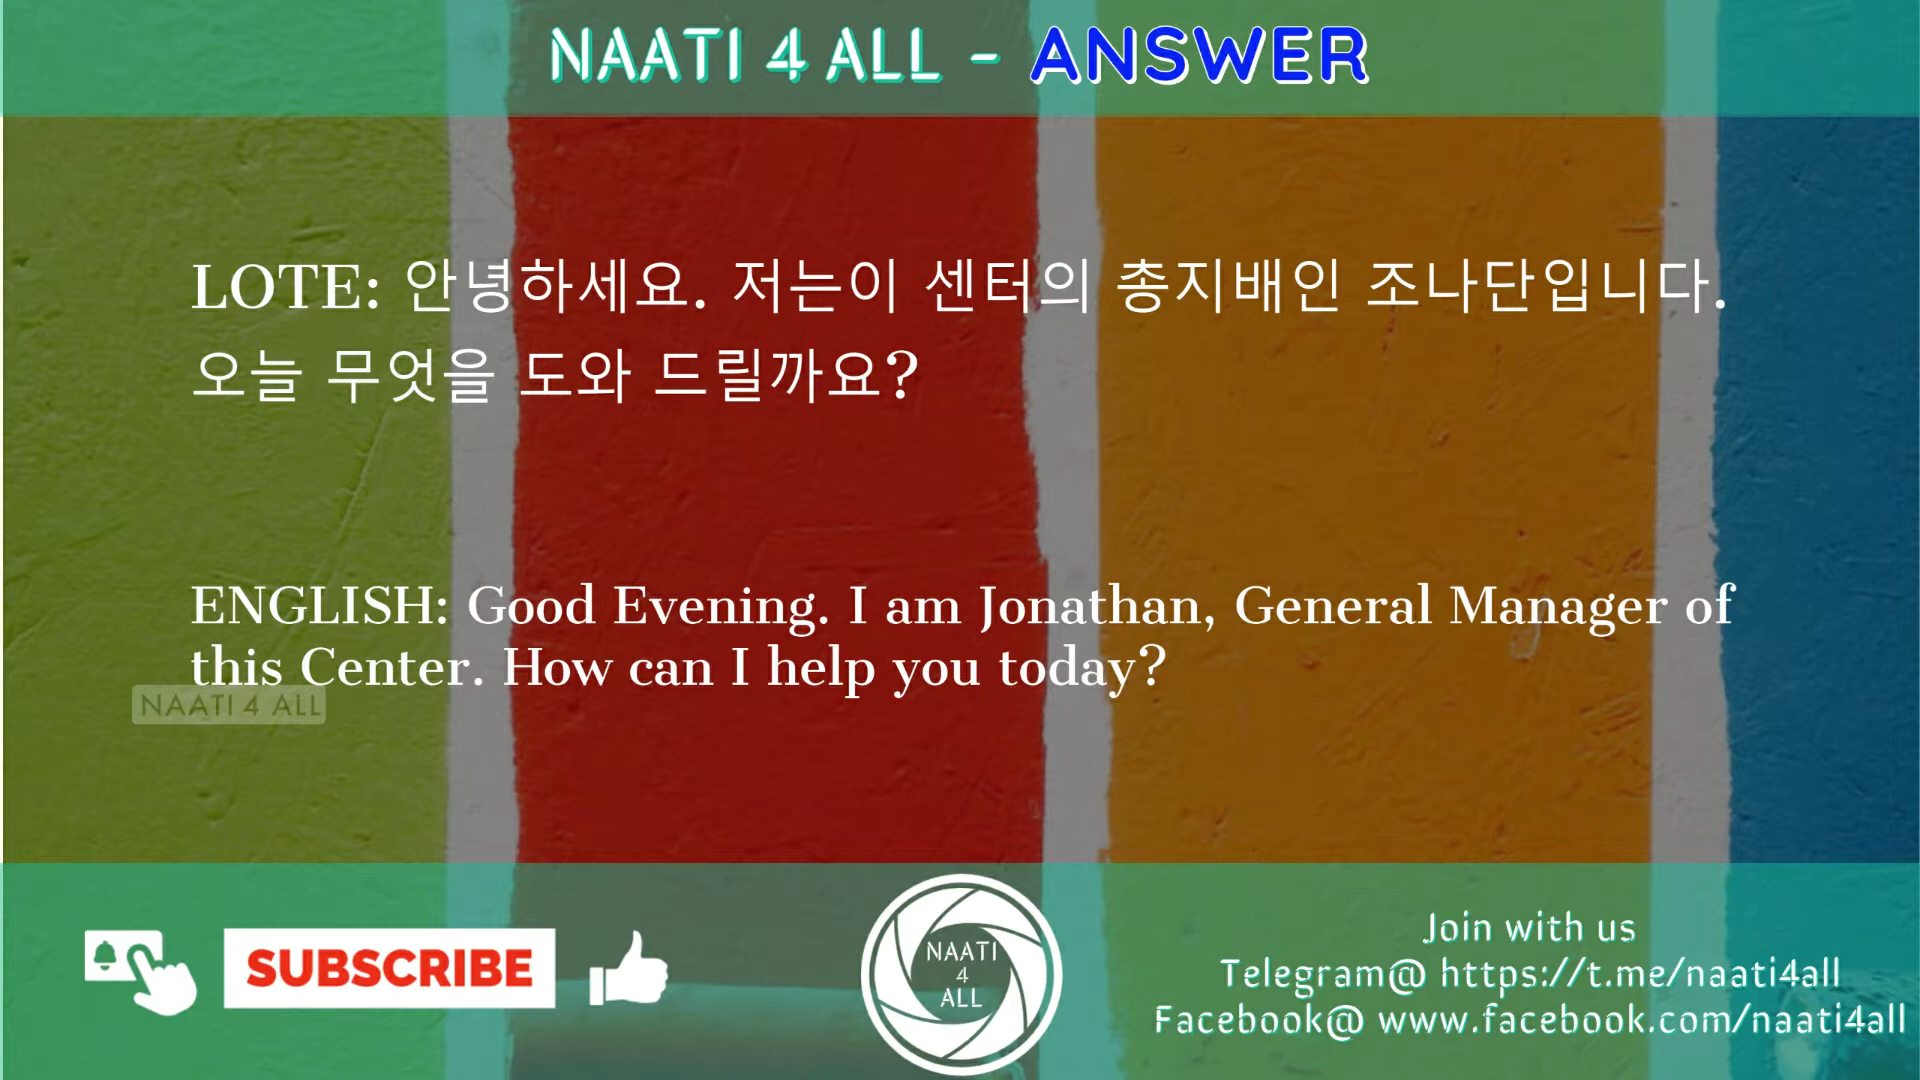 NAATI 4 ALL - ANSWER
LOTE: 안녕하세요. 저는이 센터의 총지배인 조나단입니다.
오늘 무엇을 도와 드릴까요?
ENGLISH: Good Evening. I am Jonathan, General Manager of
this Center. How can I help you today?
NAATI 4 ALL
SUBSCRIBE
NAATI
4
ALL
Join with us
Telegram@ https://t.me/naati4all
Facebook@ www.facebook.com/naati4all